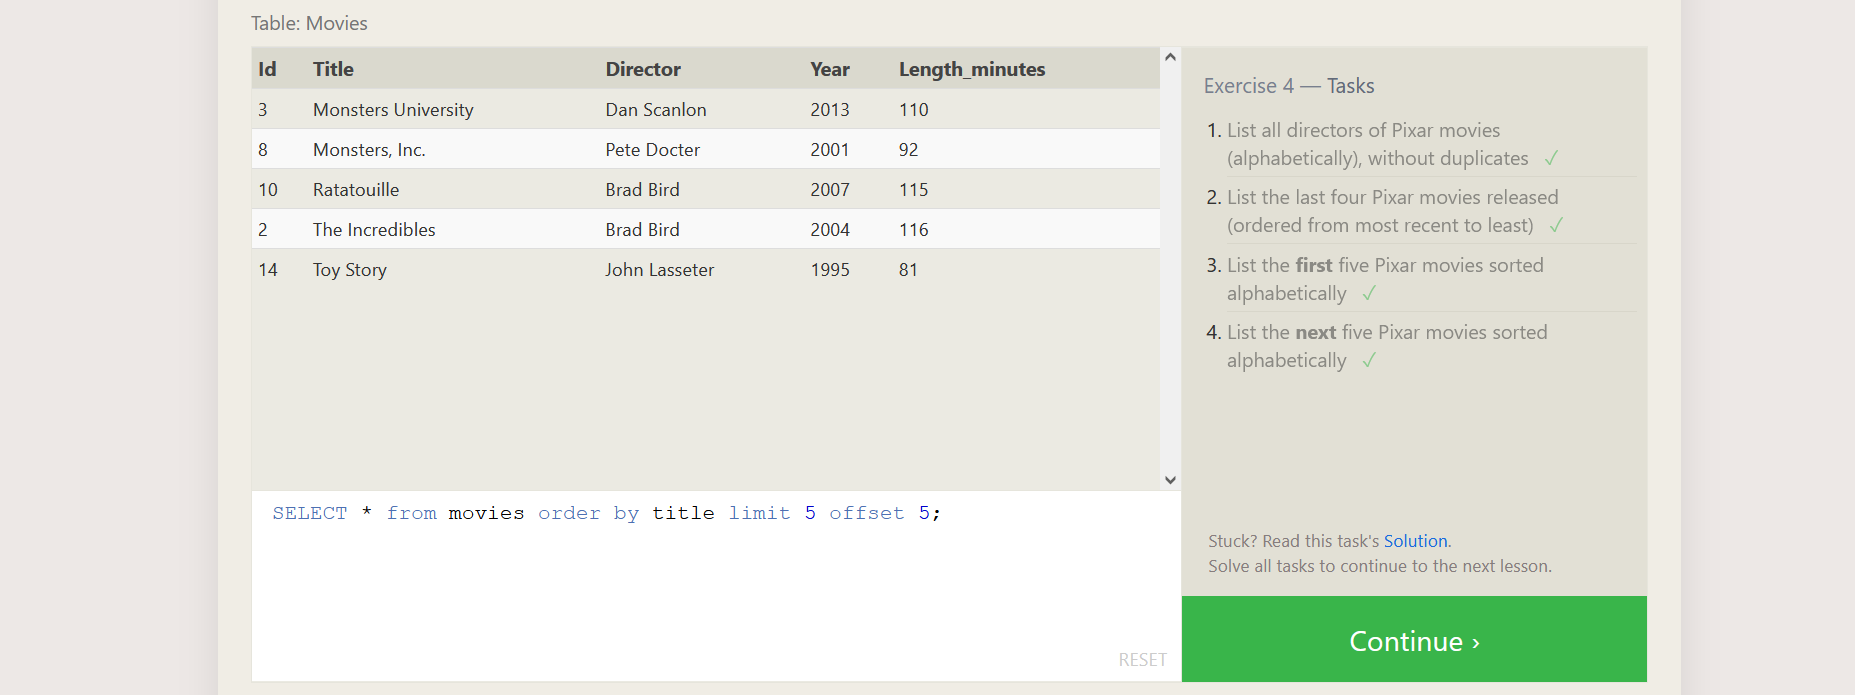 Table: Movies
Id Title Director Year Length_minutes
3 Monsters University Dan Scanlon 2013 110
8 Monsters, Inc. Pete Docter 2001 92
10 Ratatouille Brad Bird 2007 115
2 The Incredibles Brad Bird 2004 116
14 Toy Story John Lasseter 1995 81
SELECT * from movies order by title limit 5 offset 5;
RESET
Exercise 4 — Tasks
1. List all directors of Pixar movies
(alphabetically), without duplicates ✓
2. List the last four Pixar movies released
(ordered from most recent to least) ✓
3. List the first five Pixar movies sorted
alphabetically ✓
4. List the next five Pixar movies sorted
alphabetically ✓
Stuck? Read this task's Solution.
Solve all tasks to continue to the next lesson.
Continue ›